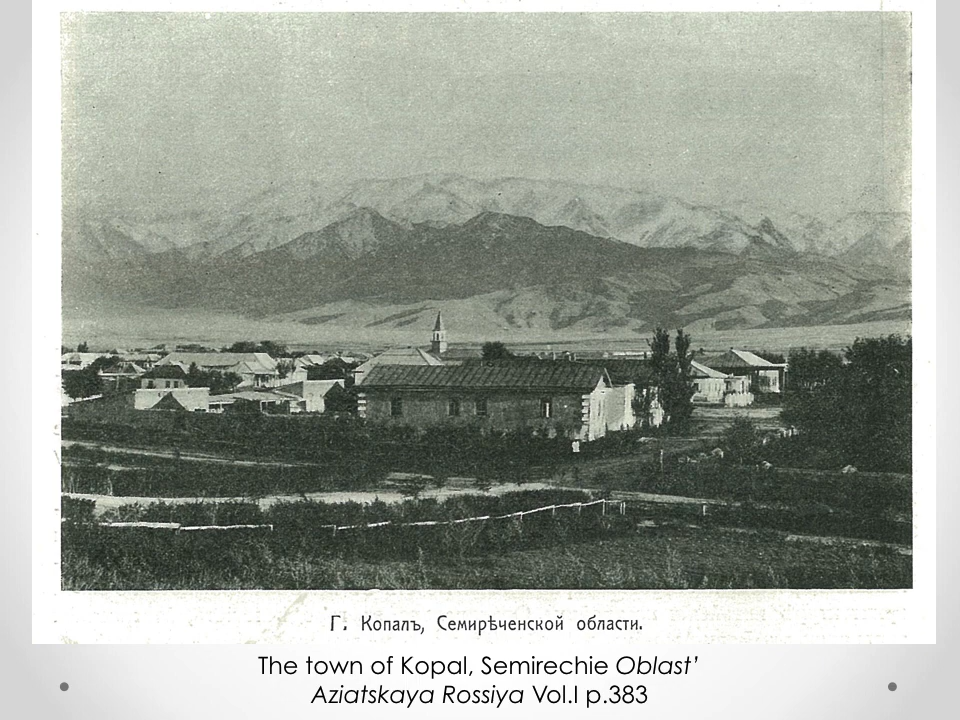 Г. Копалъ, Семирѣченской области.
The town of Kopal, Semirechie Oblast’
Aziatskaya Rossiya Vol.I p.383